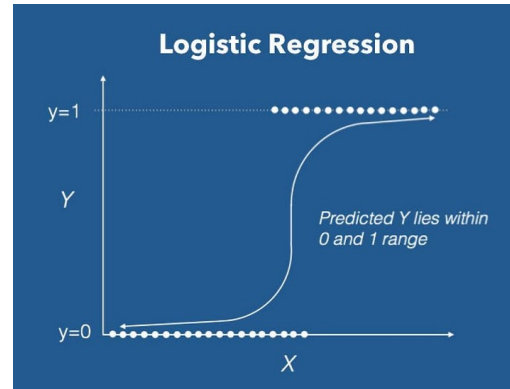 Logistic Regression
y=1
Y
Predicted Y lies within
0 and 1 range
y=0
X